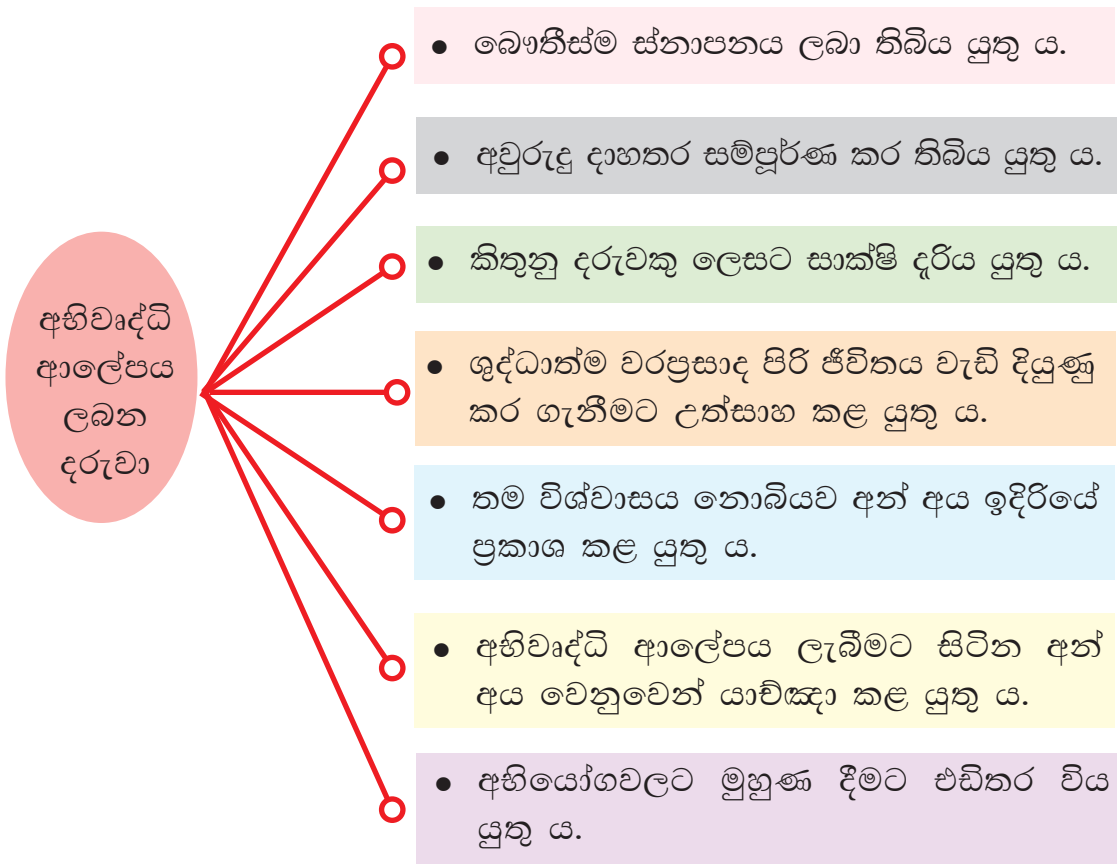 අභිවෘද්ධි
ආලේපය
ලබන
දරුවා
● බෞතීස්ම ස්නාපනය ලබා තිබිය යුතු ය.
● අවුරුදු දාහතර සම්පූර්ණ කර තිබිය යුතු ය.
● කිතුනු දරුවකු ලෙසට සාක්ෂි දැරිය යුතු ය.
● ශුද්ධාත්ම වරප්‍රසාද පිරි ජීවිතය වැඩි දියුණු
කර ගැනීමට උත්සාහ කළ යුතු ය.
● තම විශ්වාසය නොබියව අන් අය ඉදිරියේ
ප්‍රකාශ කළ යුතු ය.
● අභිවෘද්ධි ආලේපය ලැබීමට සිටින අන්
අය වෙනුවෙන් යාච්ඤා කළ යුතු ය.
● අභියෝගවලට මුහුණ දීමට එඩිතර විය
යුතු ය.